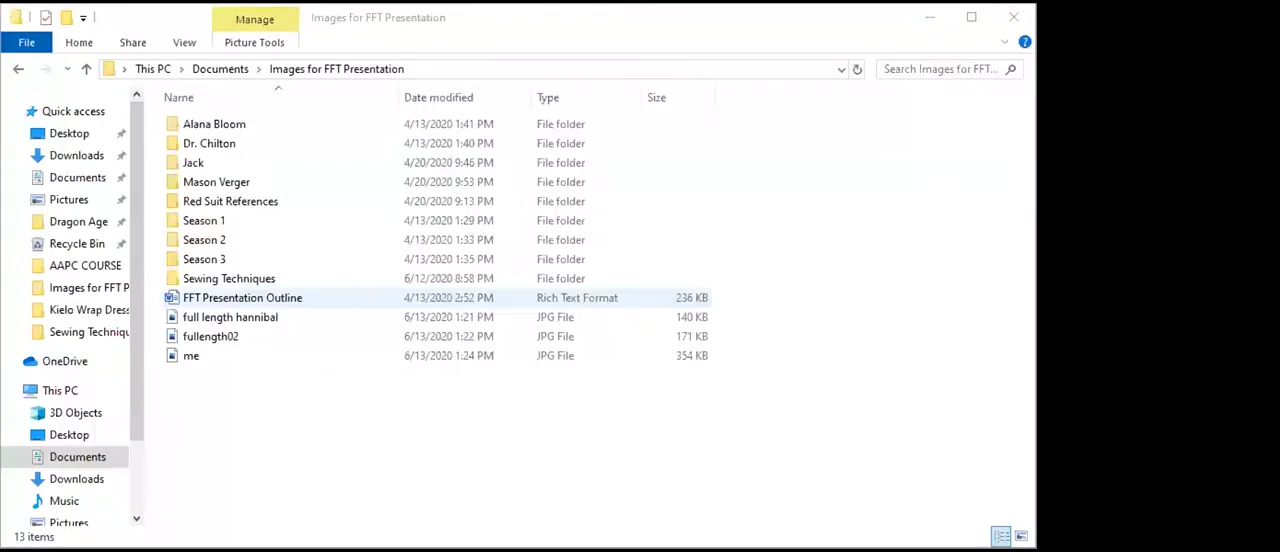 Manage
Images for FFT Presentation
File
Home
Share
View
Picture Tools
This PC
Documents
Images for FFT Presentation
Search Images for FFT...
Name
Date modified
Type
Size
Quick access
Desktop
Downloads
Documents
Pictures
Dragon Age
Recycle Bin
AAPC COURSE
Images for FFT P
Kielo Wrap Dress
Sewing Techniqu
OneDrive
This PC
3D Objects
Desktop
Documents
Downloads
Music
Pictures
Alana Bloom 4/13/2020 1:41 PM File folder
Dr. Chilton 4/13/2020 1:40 PM File folder
Jack 4/20/2020 9:46 PM File folder
Mason Verger 4/20/2020 9:53 PM File folder
Red Suit References 4/20/2020 9:13 PM File folder
Season 1 4/13/2020 1:29 PM File folder
Season 2 4/13/2020 1:33 PM File folder
Season 3 4/13/2020 1:35 PM File folder
Sewing Techniques 6/12/2020 8:58 PM File folder
FFT Presentation Outline 4/13/2020 2:52 PM Rich Text Format 236 KB
full length hannibal 6/13/2020 1:21 PM JPG File 140 KB
fullength02 6/13/2020 1:22 PM JPG File 171 KB
me 6/13/2020 1:24 PM JPG File 354 KB
13 items